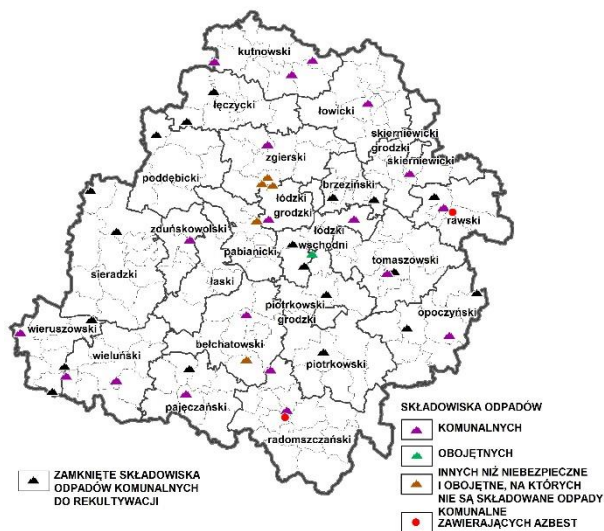 kutnowski
łęczycki
łowicki
skierniewicki
grodzki
skierniewicki
zgierski
poddębicki
brzeziński
łódzki
grodzki
rawski
zduńskowolski
łódzki
wschodni
pabianicki
sieradzki
tomaszowski
łaski
piotrkowski
grodzki
opoczyński
wieruszowski
bełchatowski
wieluński
piotrkowski
pajęczański
radomszczański
SKŁADOWISKA ODPADÓW
KOMUNALNYCH
OBOJĘTNYCH
INNYCH NIŻ NIEBEZPIECZNE
I OBOJĘTNE, NA KTÓRYCH
NIE SĄ SKŁADOWANE ODPADY
KOMUNALNE
ZAWIERAJĄCYCH AZBEST
ZAMKNIĘTE SKŁADOWISKA
ODPADÓW KOMUNALNYCH
DO REKULTYWACJI